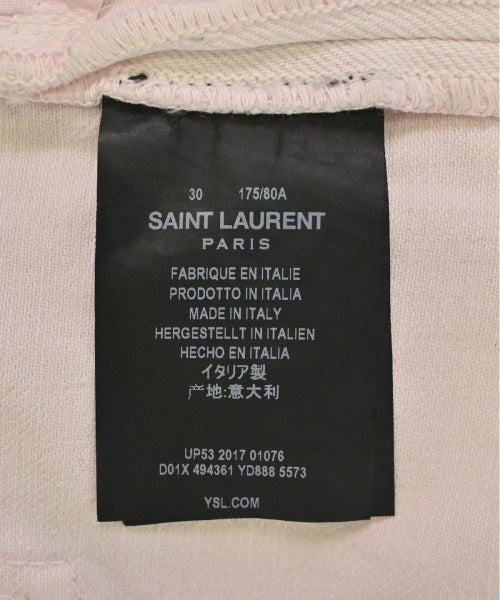 30 175/80A
SAINT LAURENT
PARIS
FABRIQUE EN ITALIE
PRODOTTO IN ITALIA
MADE IN ITALY
HERGESTELLT IN ITALIEN
HECHO EN ITALIA
イタリア製
产地:意大利
UP53 2017 01076
D01X 494361 YD888 5573
YSL.COM